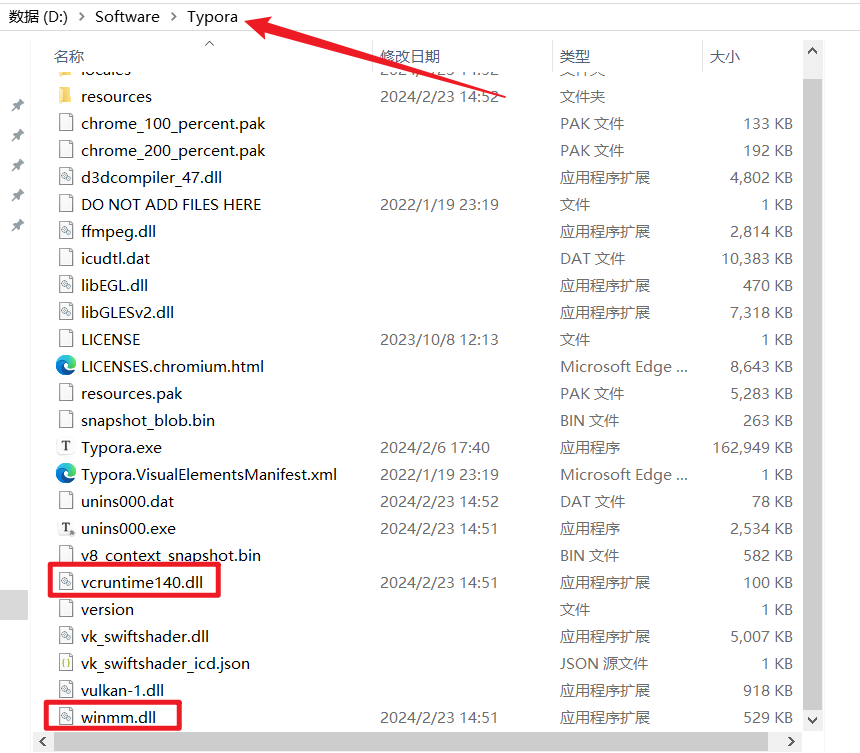 数据 (D:) > Software > Typora
名称 修改日期 类型 大小
locales 2024/2/23 14:52 文件夹
resources 2024/2/23 14:52 文件夹
chrome_100_percent.pak PAK 文件 133 KB
chrome_200_percent.pak PAK 文件 192 KB
d3dcompiler_47.dll 应用程序扩展 4,802 KB
DO NOT ADD FILES HERE 2022/1/19 23:19 文件 1 KB
ffmpeg.dll 应用程序扩展 2,814 KB
icudtl.dat DAT 文件 10,383 KB
libEGL.dll 应用程序扩展 470 KB
libGLESv2.dll 应用程序扩展 7,318 KB
LICENSE 2023/10/8 12:13 文件 1 KB
LICENSES.chromium.html Microsoft Edge ... 8,643 KB
resources.pak PAK 文件 5,283 KB
snapshot_blob.bin BIN 文件 263 KB
Typora.exe 2024/2/6 17:40 应用程序 162,949 KB
Typora.VisualElementsManifest.xml 2022/1/19 23:19 Microsoft Edge ... 1 KB
unins000.dat 2024/2/23 14:52 DAT 文件 78 KB
unins000.exe 2024/2/23 14:51 应用程序 2,534 KB
v8_context_snapshot.bin BIN 文件 582 KB
vcruntime140.dll 2024/2/23 14:51 应用程序扩展 100 KB
version 文件 1 KB
vk_swiftshader.dll 应用程序扩展 5,007 KB
vk_swiftshader_icd.json JSON 源文件 1 KB
vulkan-1.dll 应用程序扩展 918 KB
winmm.dll 2024/2/23 14:51 应用程序扩展 529 KB